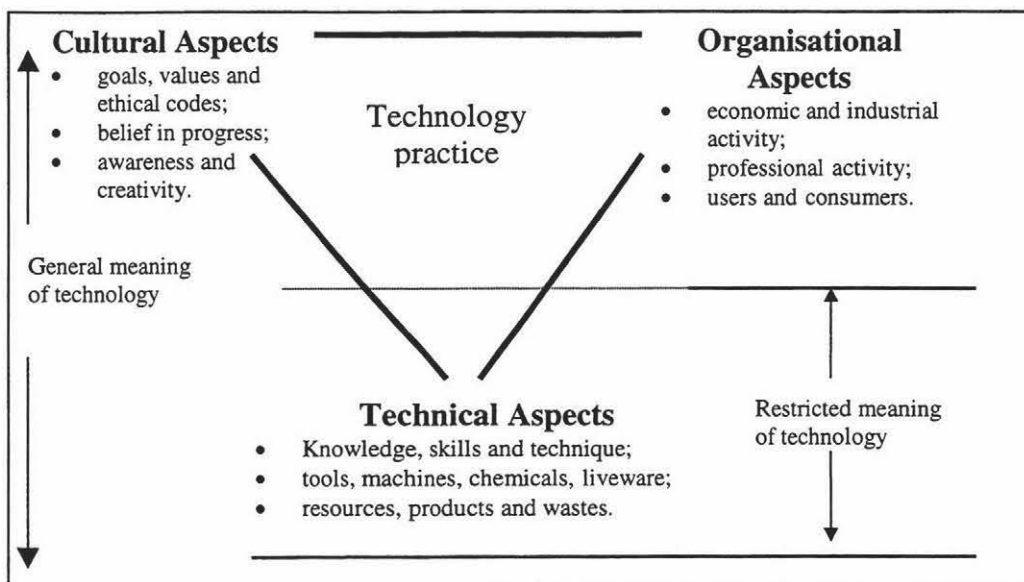 Cultural Aspects
• goals, values and
ethical codes;
• belief in progress;
• awareness and
creativity.
Technology
practice
Organisational
Aspects
• economic and industrial
activity;
• professional activity;
• users and consumers.
General meaning
of technology
Technical Aspects
• Knowledge, skills and technique;
• tools, machines, chemicals, liveware;
• resources, products and wastes.
Restricted meaning
of technology